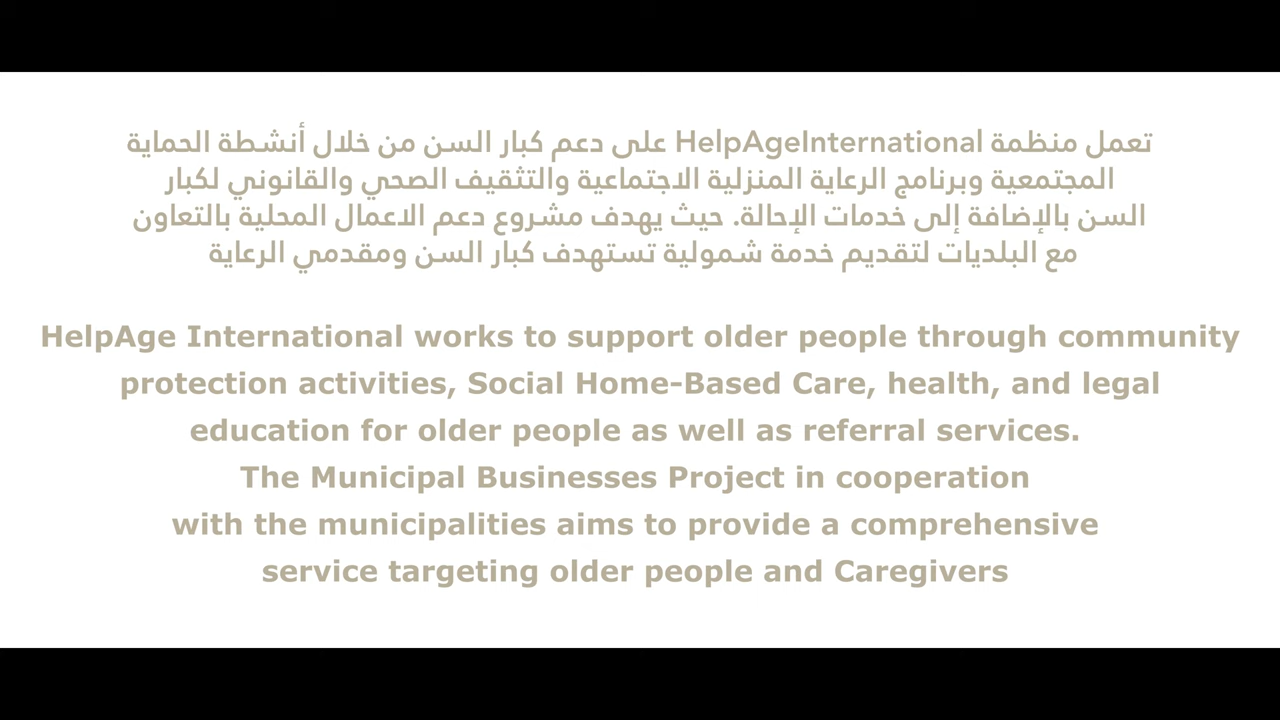 تعمل منظمة HelpAgeInternational على دعم كبار السن من خلال أنشطة الحماية
المجتمعية وبرنامج الرعاية المنزلية الاجتماعية والتثقيف الصحي والقانوني لكبار
السن بالإضافة إلى خدمات الإحالة. حيث يهدف مشروع دعم الاعمال المحلية بالتعاون
مع البلديات لتقديم خدمة شمولية تستهدف كبار السن ومقدمي الرعاية
HelpAge International works to support older people through community
protection activities, Social Home-Based Care, health, and legal
education for older people as well as referral services.
The Municipal Businesses Project in cooperation
with the municipalities aims to provide a comprehensive
service targeting older people and Caregivers